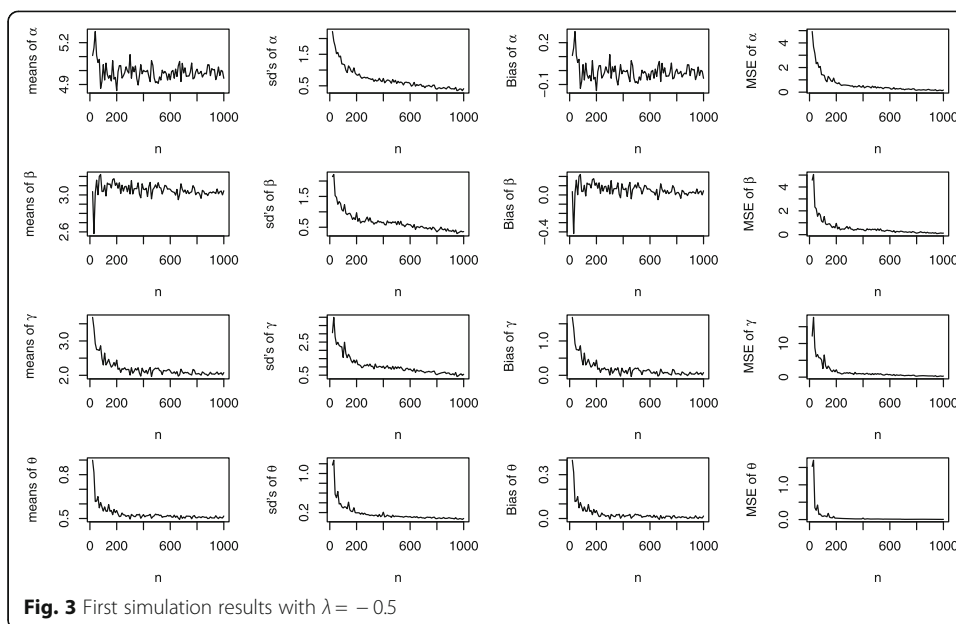 means of α
4.9 5.2
0 200 600 1000
n
sd's of α
0.5 1.5
0 200 600 1000
n
Bias of α
−0.1 0.2
0 200 600 1000
n
MSE of α
0 2 4
0 200 600 1000
n
means of β
2.6 3.0
0 200 600 1000
n
sd's of β
0.5 1.5
0 200 600 1000
n
Bias of β
−0.4 0.0
0 200 600 1000
n
MSE of β
0 2 4
0 200 600 1000
n
means of γ
2.0 3.0
0 200 600 1000
n
sd's of γ
0.5 2.5
0 200 600 1000
n
Bias of γ
0.0 1.0
0 200 600 1000
n
MSE of γ
0 10
0 200 600 1000
n
means of θ
0.5 0.8
0 200 600 1000
n
sd's of θ
0.2 1.0
0 200 600 1000
n
Bias of θ
0.0 0.3
0 200 600 1000
n
MSE of θ
0.0 1.0
0 200 600 1000
n
Fig. 3 First simulation results with λ = − 0.5